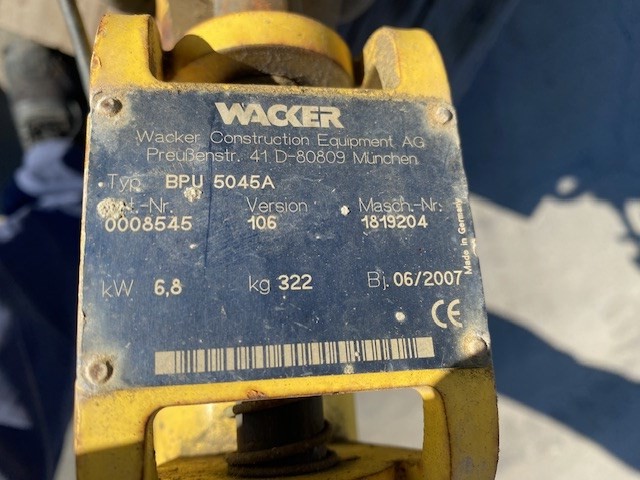 WACKER
Wacker Construction Equipment AG
Preußenstr. 41 D-80809 München
Typ BPU 5045A
Version Masch.-Nr.
0008545 106 1819204
kW 6,8 kg 322 Bj. 06/2007
Made in Germany
CE